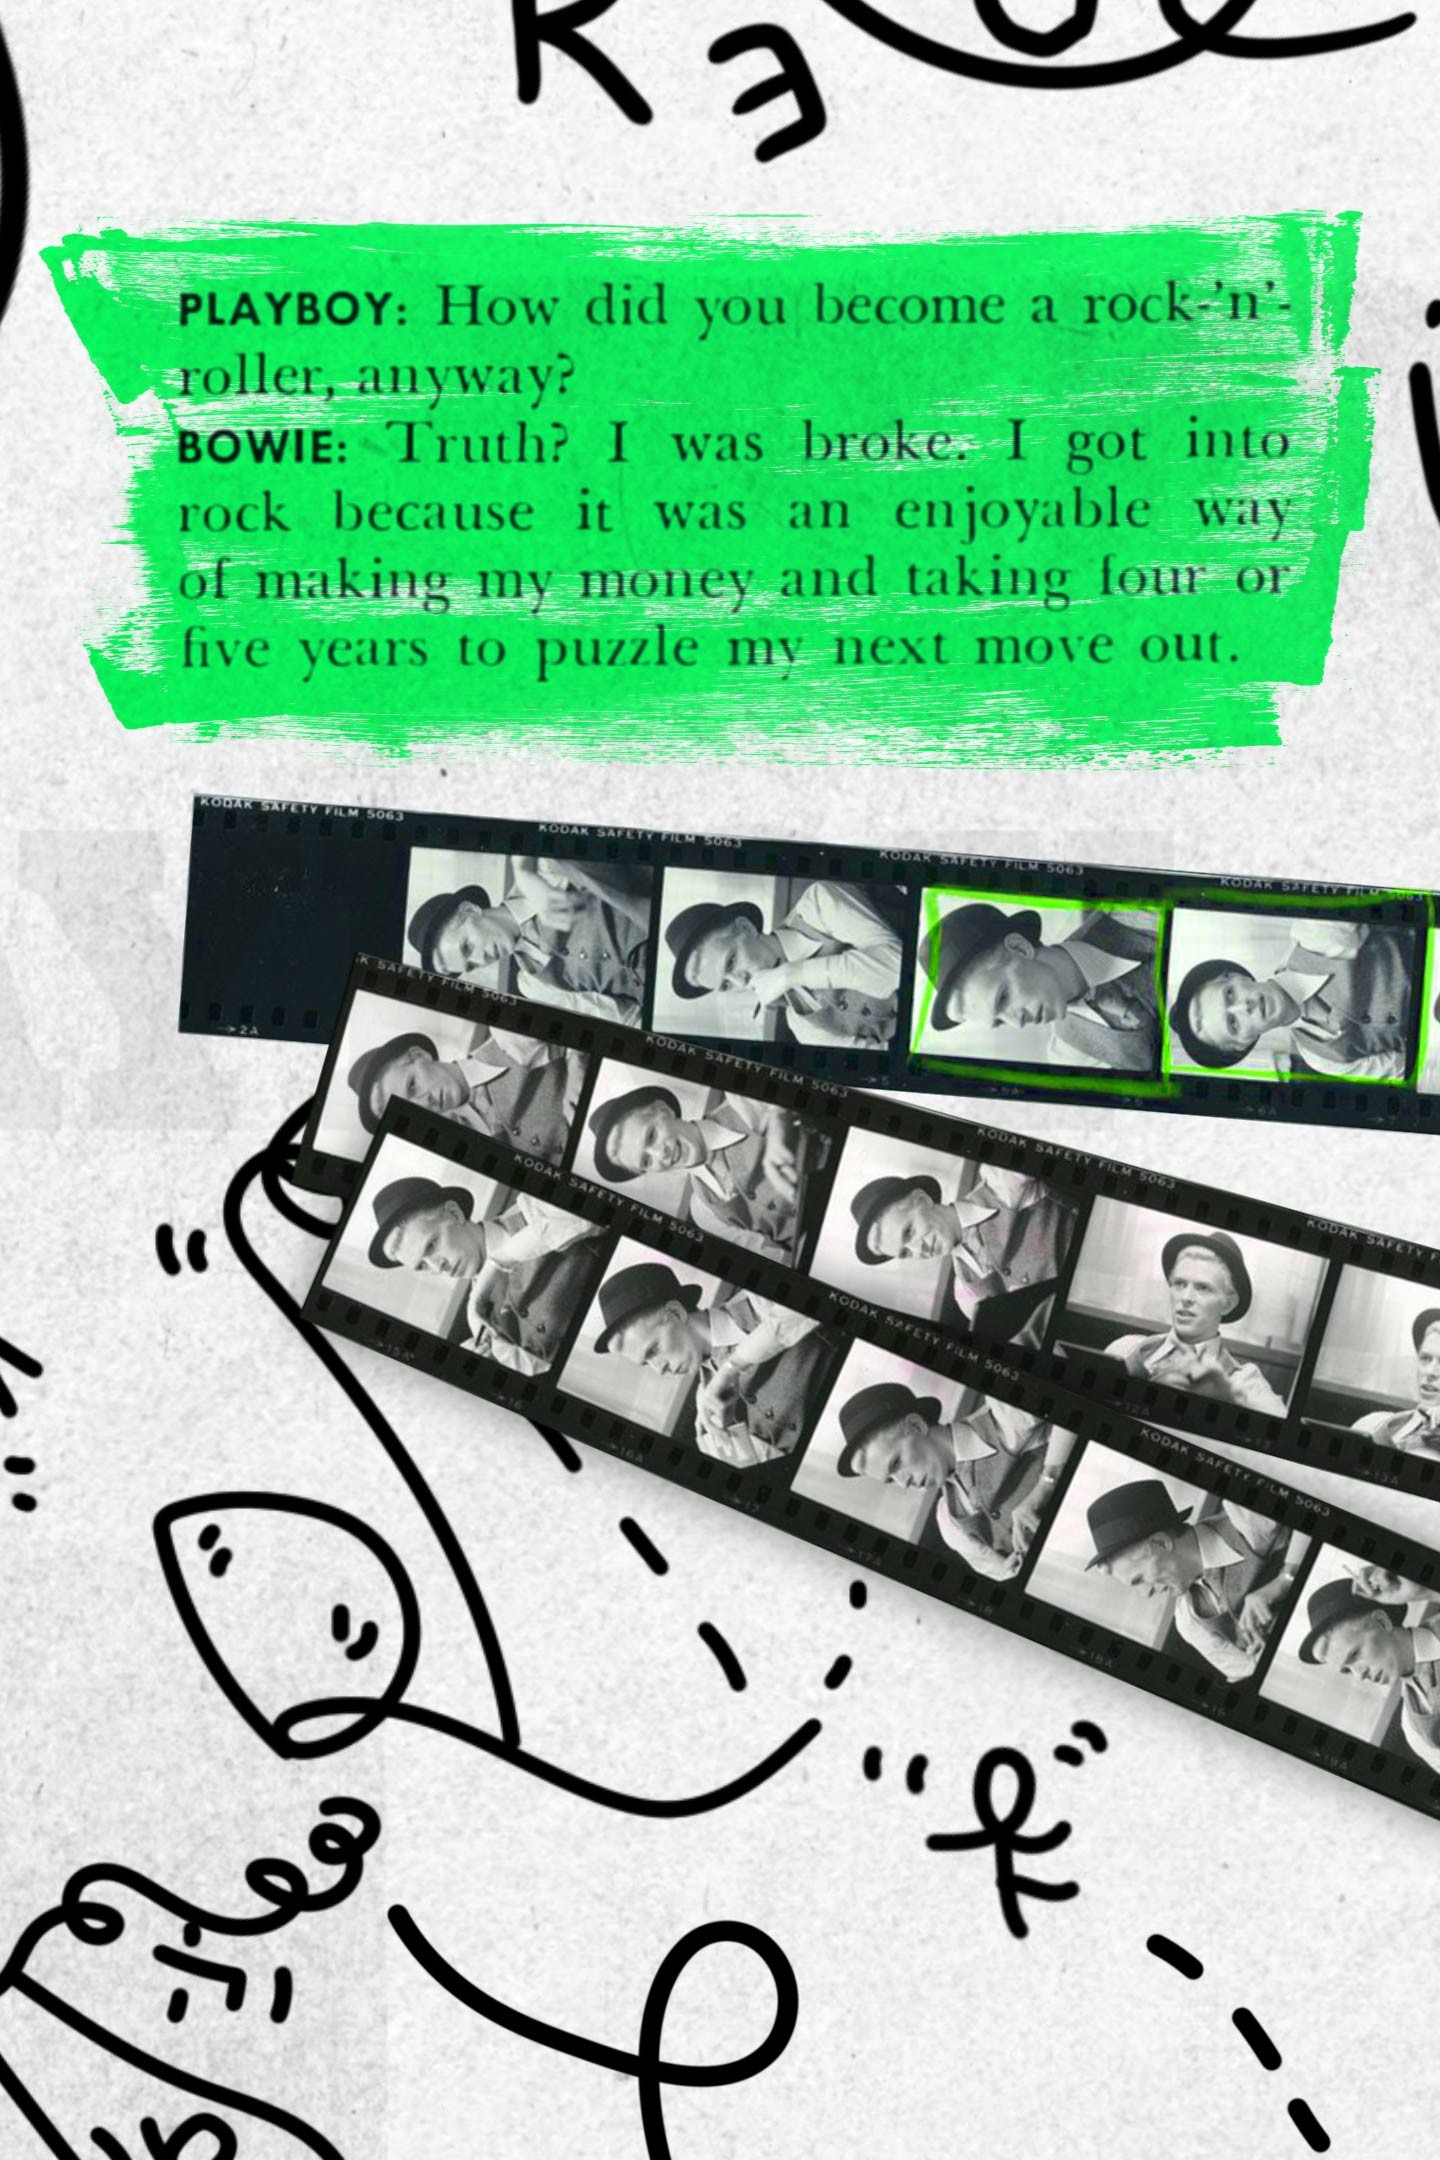 PLAYBOY: How did you become a rock-'n'-
roller, anyway?
BOWIE: Truth? I was broke. I got into
rock because it was an enjoyable way
of making my money and taking four or
five years to puzzle my next move out.
KODAK SAFETY FILM 5063
KODAK SAFETY FILM 5063
KODAK SAFETY FILM 5063
KODAK SAFETY FILM 5063
→ 2A
→ 5
K SAFETY FILM 5063
KODAK SAFETY FILM 5063
KODAK SAFETY FILM 5063
KODAK SAFETY F
→ 12A
→ 13A
KODAK SAFETY FILM 5063
KODAK SAFETY FILM 5063
KODAK SAFETY FILM 5063
→ 15A
→ 16
→ 16A
→ 17
→ 17A
→ 18
→ 18A
→ 19A